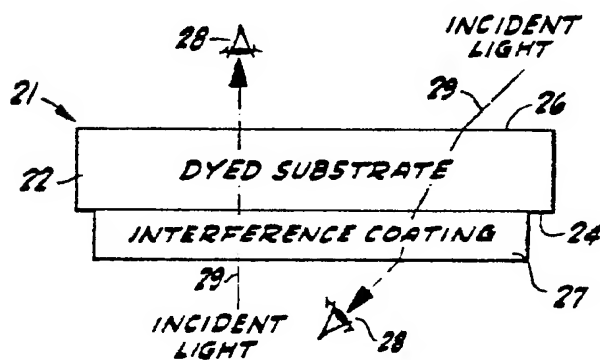 28
INCIDENT
LIGHT
29
26
21
22
DYED SUBSTRATE
INTERFERENCE COATING
24
27
29
INCIDENT
LIGHT
28